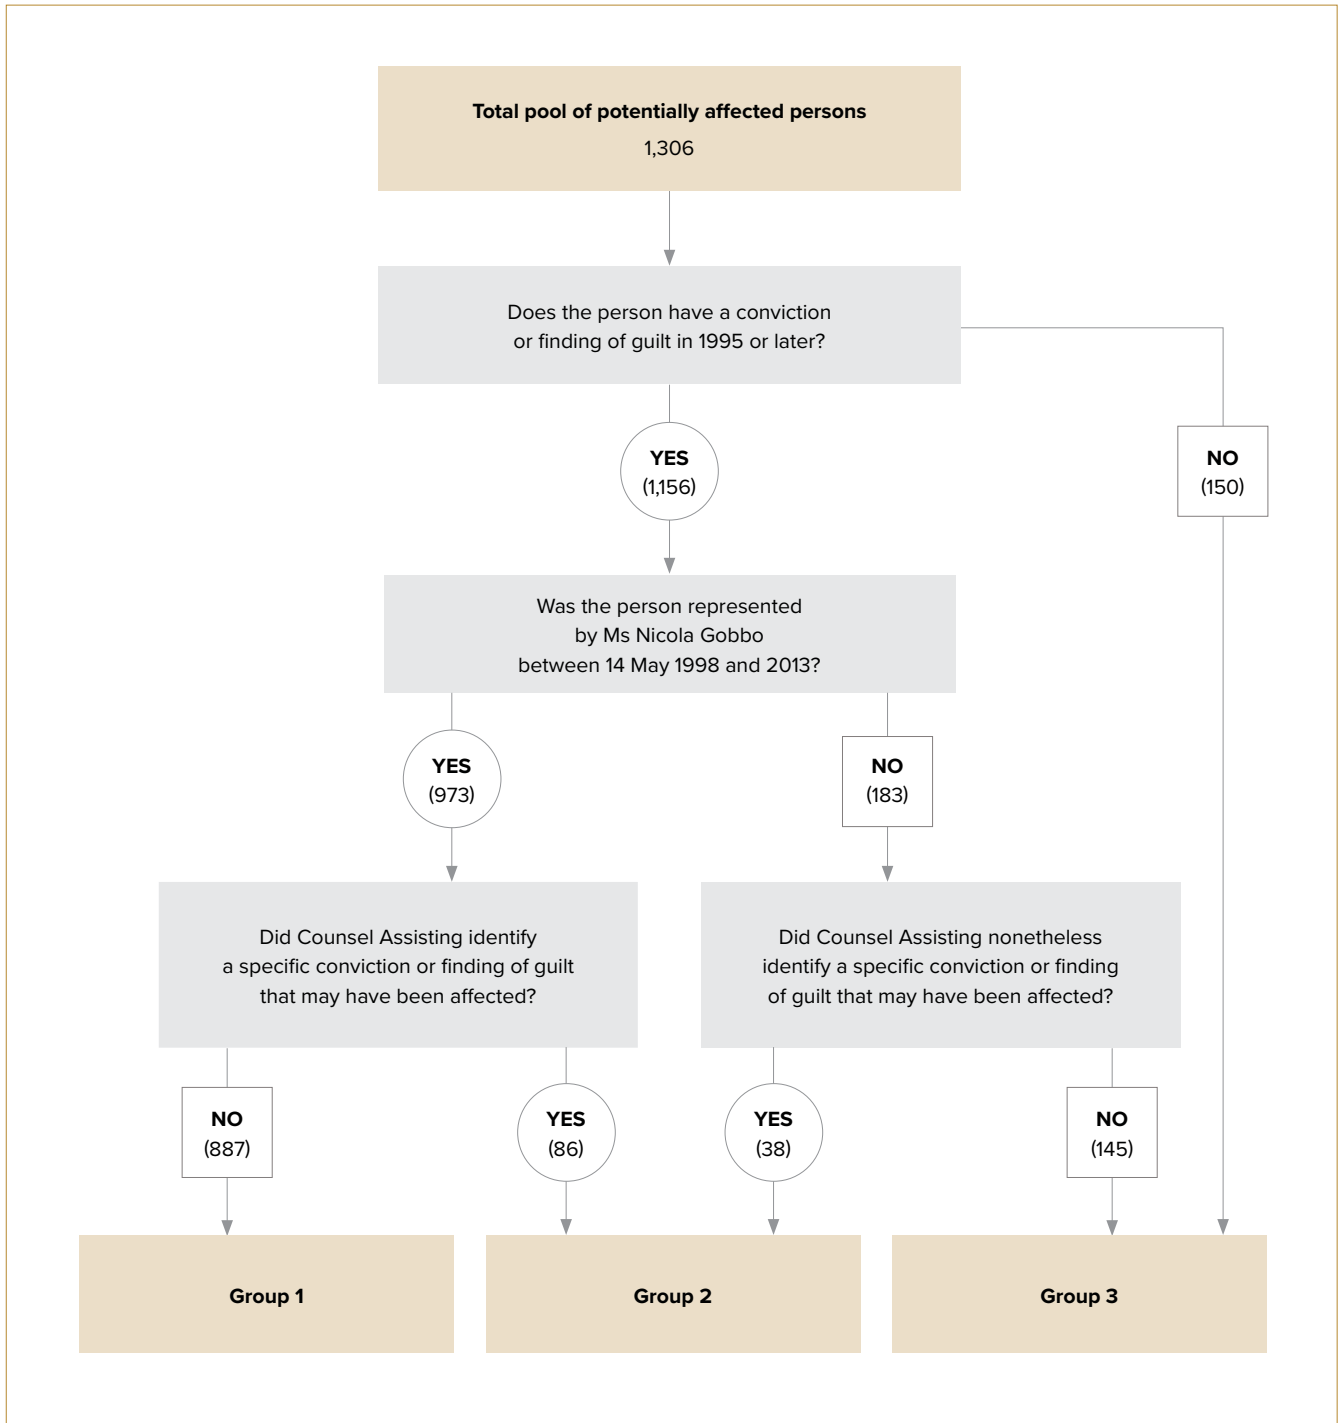 Total pool of potentially affected persons
1,306
Does the person have a conviction
or finding of guilt in 1995 or later?
YES
(1,156)
NO
(150)
Was the person represented
by Ms Nicola Gobbo
between 14 May 1998 and 2013?
YES
(973)
NO
(183)
Did Counsel Assisting identify
a specific conviction or finding of guilt
that may have been affected?
Did Counsel Assisting nonetheless
identify a specific conviction or finding
of guilt that may have been affected?
NO
(887)
YES
(86)
YES
(38)
NO
(145)
Group 1
Group 2
Group 3